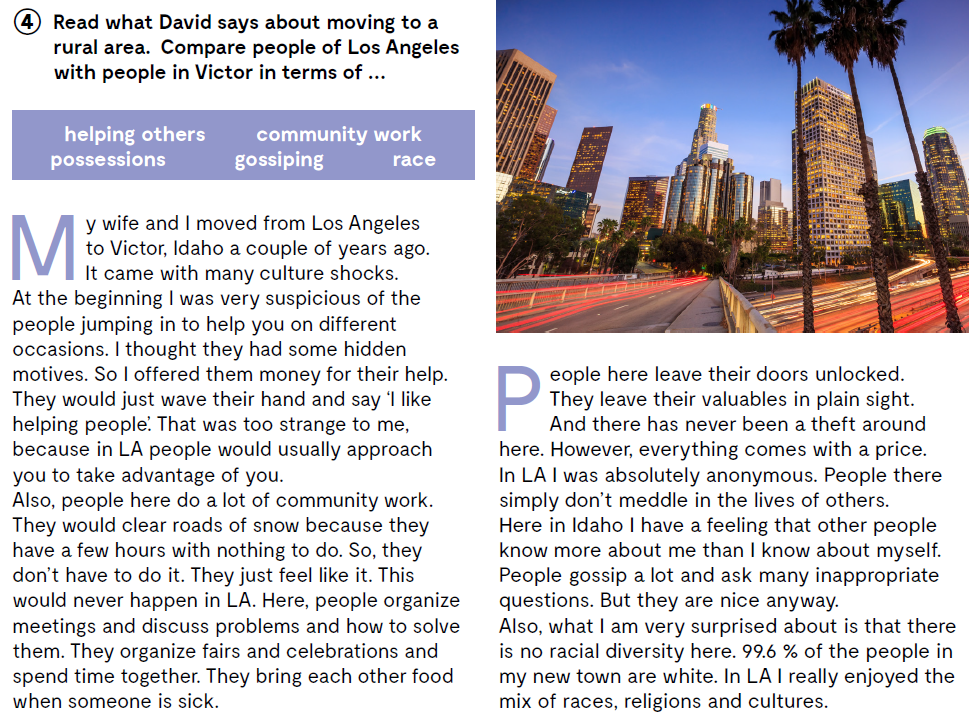 4 Read what David says about moving to a
rural area. Compare people of Los Angeles
with people in Victor in terms of ...
helping others community work
possessions gossiping race
My wife and I moved from Los Angeles
to Victor, Idaho a couple of years ago.
It came with many culture shocks.
At the beginning I was very suspicious of the
people jumping in to help you on different
occasions. I thought they had some hidden
motives. So I offered them money for their help.
They would just wave their hand and say ‘I like
helping people’. That was too strange to me,
because in LA people would usually approach
you to take advantage of you.
Also, people here do a lot of community work.
They would clear roads of snow because they
have a few hours with nothing to do. So, they
don’t have to do it. They just feel like it. This
would never happen in LA. Here, people organize
meetings and discuss problems and how to solve
them. They organize fairs and celebrations and
spend time together. They bring each other food
when someone is sick.
People here leave their doors unlocked.
They leave their valuables in plain sight.
And there has never been a theft around
here. However, everything comes with a price.
In LA I was absolutely anonymous. People there
simply don’t meddle in the lives of others.
Here in Idaho I have a feeling that other people
know more about me than I know about myself.
People gossip a lot and ask many inappropriate
questions. But they are nice anyway.
Also, what I am very surprised about is that there
is no racial diversity here. 99.6 % of the people in
my new town are white. In LA I really enjoyed the
mix of races, religions and cultures.